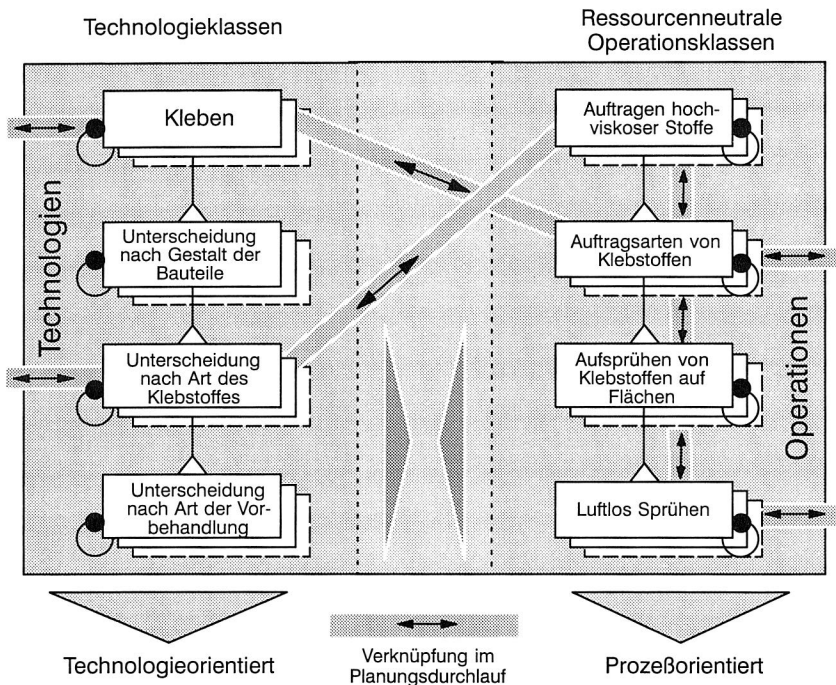 Technologieklassen
Ressourcenneutrale
Operationsklassen
Technologien
Kleben
Unterscheidung
nach Gestalt der
Bauteile
Unterscheidung
nach Art des
Klebstoffes
Unterscheidung
nach Art der Vor-
behandlung
Auftragen hoch-
viskoser Stoffe
Auftragsarten von
Klebstoffen
Aufsprühen von
Klebstoffen auf
Flächen
Luftlos Sprühen
Operationen
Technologieorientiert
Verknüpfung im
Planungsdurchlauf
Prozeßorientiert